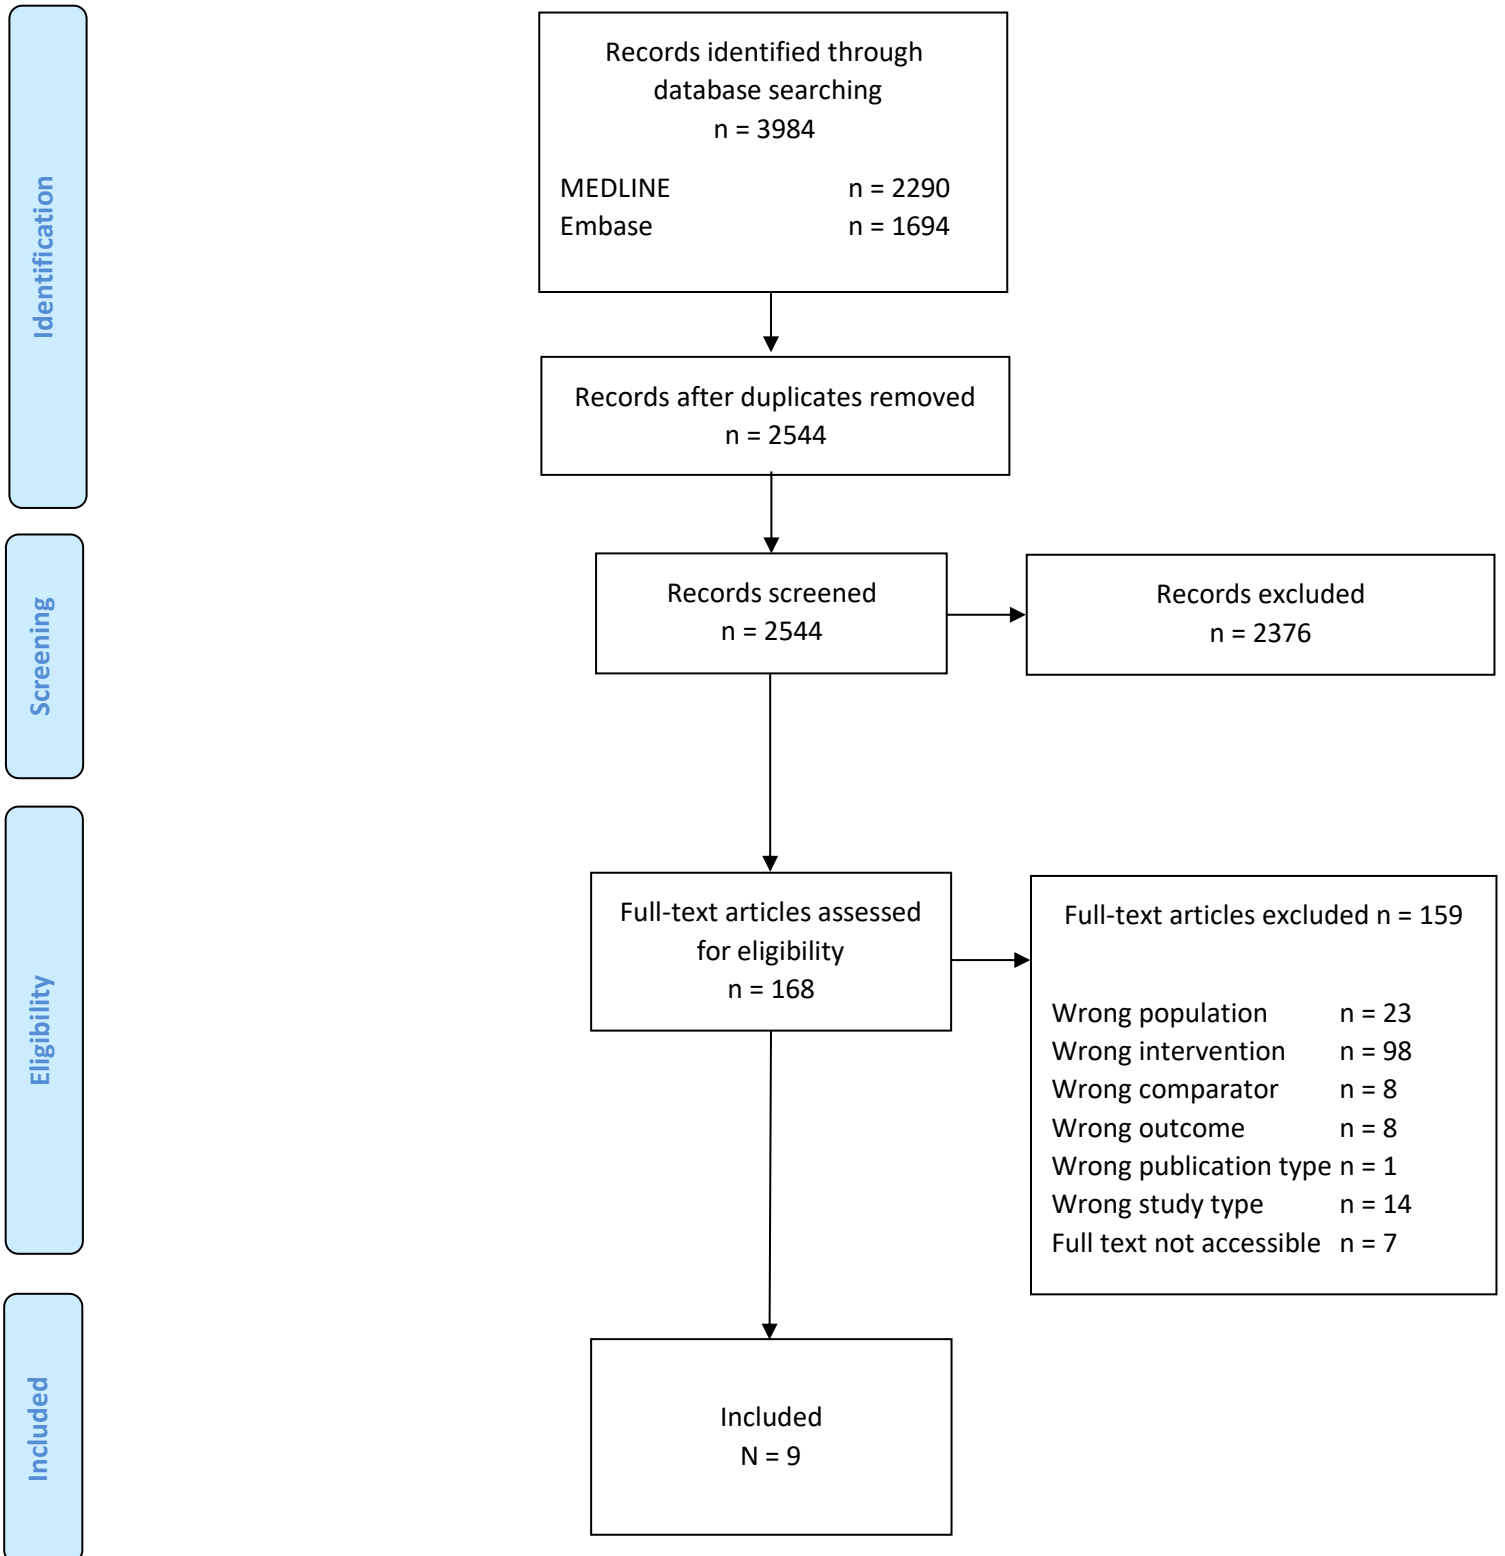 Identification
Records identified through
database searching
n = 3984
MEDLINE n = 2290
Embase n = 1694
Records after duplicates removed
n = 2544
Screening
Records screened
n = 2544
Records excluded
n = 2376
Eligibility
Full-text articles assessed
for eligibility
n = 168
Full-text articles excluded n = 159
Wrong population n = 23
Wrong intervention n = 98
Wrong comparator n = 8
Wrong outcome n = 8
Wrong publication type n = 1
Wrong study type n = 14
Full text not accessible n = 7
Included
Included
N = 9